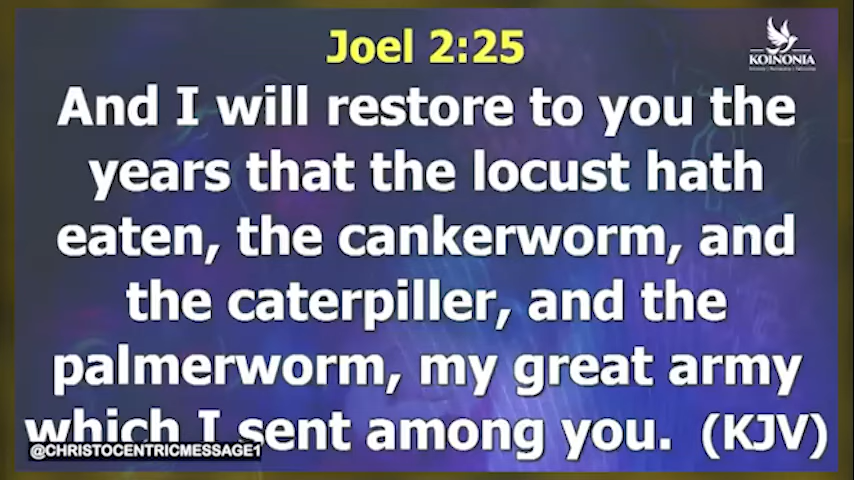 Joel 2:25
KOINONIA
And I will restore to you the
years that the locust hath
eaten, the cankerworm, and
the caterpiller, and the
palmerworm, my great army
which I sent among you. (KJV)
@CHRISTOCENTRICMESSAGE1